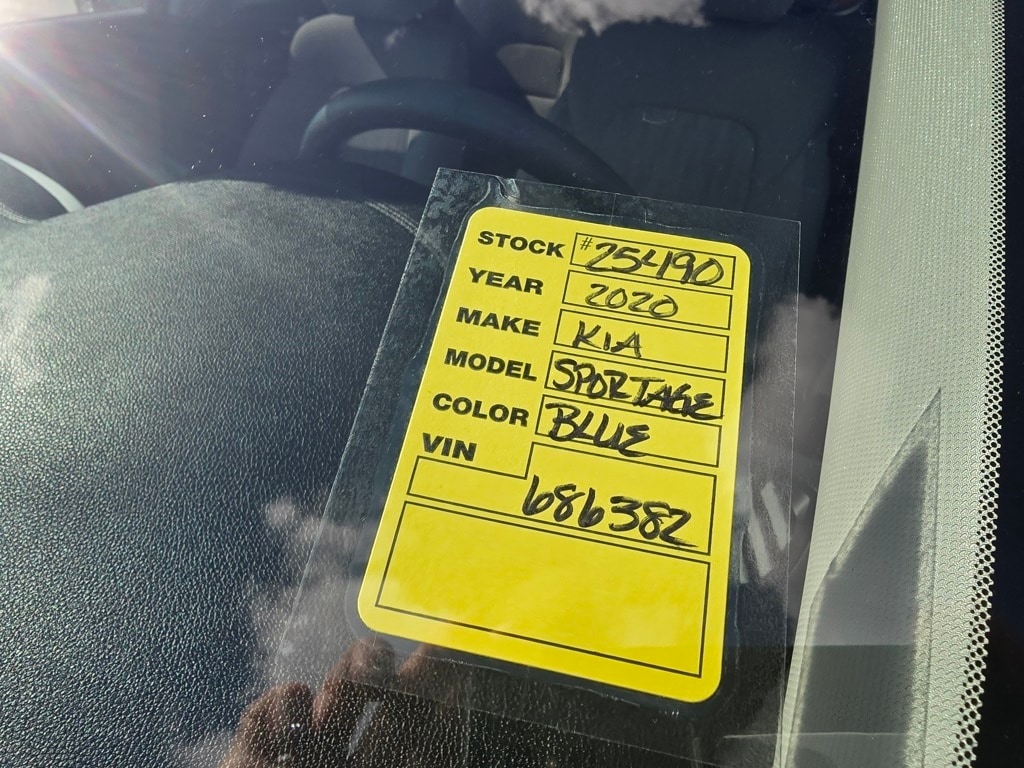 STOCK #25490
YEAR 2020
MAKE KIA
MODEL SPORTAGE
COLOR BLUE
VIN
686382